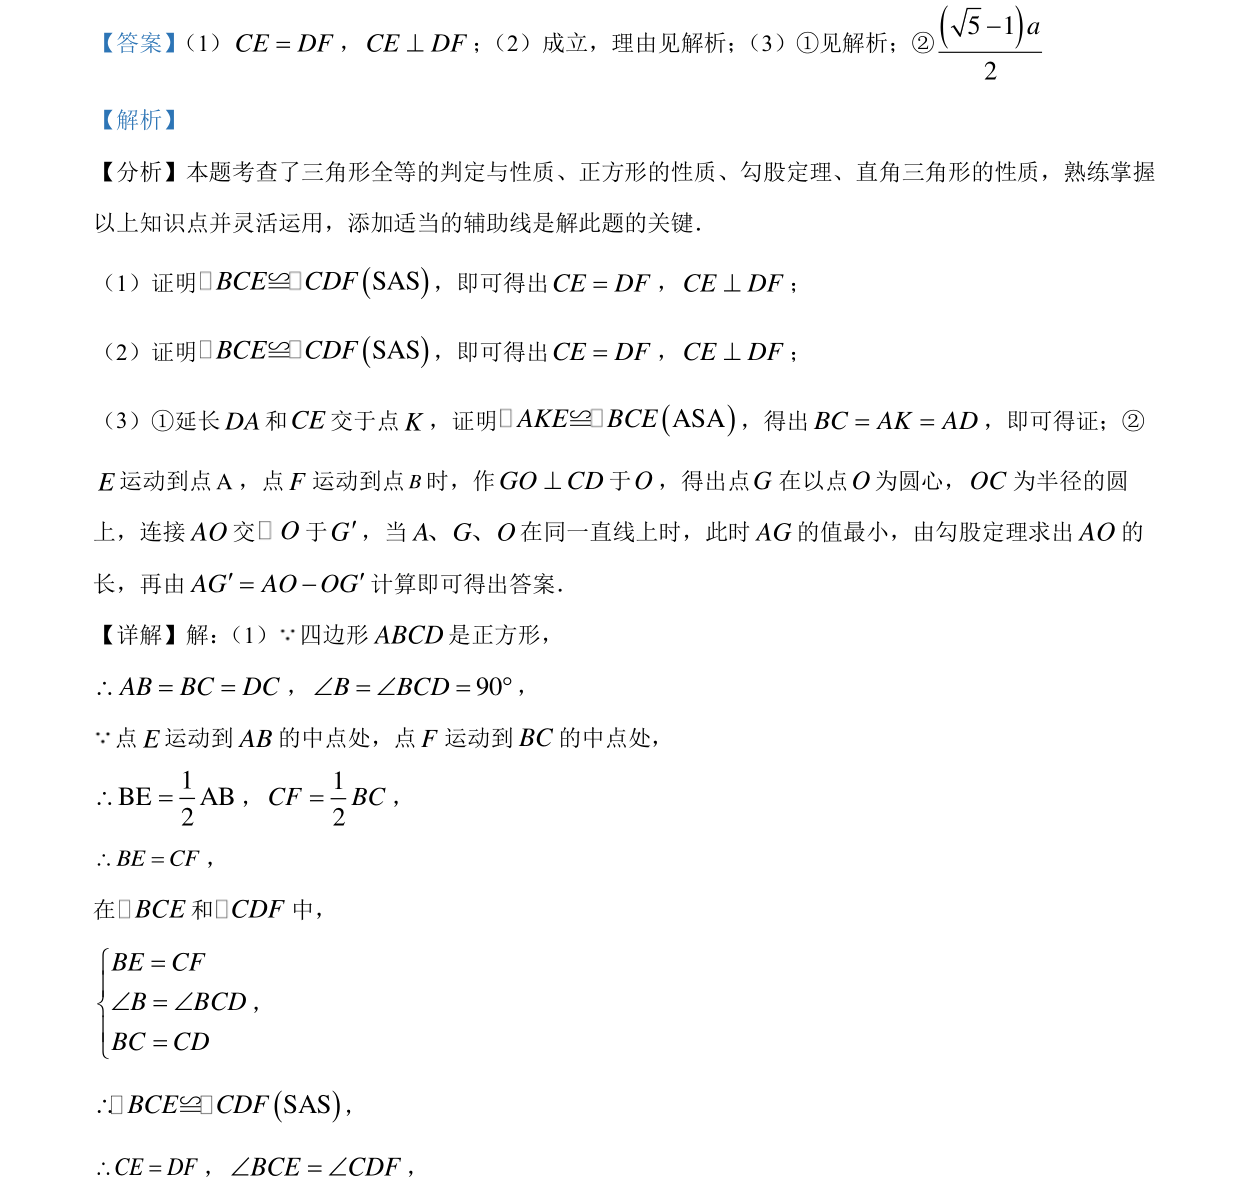 【答案】（1）CE = DF，CE ⊥ DF；（2）成立，理由见解析；（3）①见解析；②(√5−1)a/2
【解析】
【分析】本题考查了三角形全等的判定与性质、正方形的性质、勾股定理、直角三角形的性质，熟练掌握
以上知识点并灵活运用，添加适当的辅助线是解此题的关键．
（1）证明□BCE≌□CDF(SAS)，即可得出CE = DF，CE ⊥ DF；
（2）证明□BCE≌□CDF(SAS)，即可得出CE = DF，CE ⊥ DF；
（3）①延长DA和CE交于点K，证明□AKE≌□BCE(ASA)，得出BC = AK = AD，即可得证；②
E运动到点A，点F运动到点B时，作GO ⊥ CD于O，得出点G在以点O为圆心，OC为半径的圆
上，连接AO交□O于G′，当A、G、O在同一直线上时，此时AG的值最小，由勾股定理求出AO的
长，再由AG′ = AO − OG′计算即可得出答案．
【详解】解：（1）∵四边形ABCD是正方形，
∴AB = BC = DC，∠B = ∠BCD = 90°，
∵点E运动到AB的中点处，点F运动到BC的中点处，
∴BE = 1/2 AB，CF = 1/2 BC，
∴BE = CF，
在□BCE和□CDF中，
{BE = CF
∠B = ∠BCD，
BC = CD
∴□BCE≌□CDF(SAS)，
∴CE = DF，∠BCE = ∠CDF，